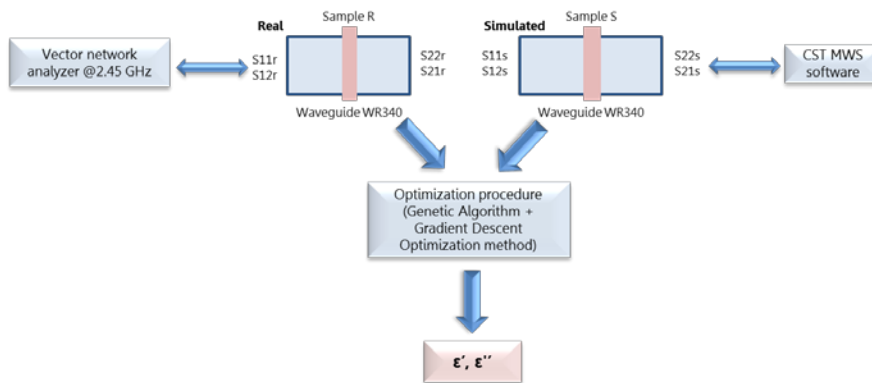 Real
Sample R
Vector network
analyzer @2.45 GHz
S11r
S12r
S22r
S21r
Waveguide WR340
Simulated
Sample S
S11s
S12s
S22s
S21s
Waveguide WR340
CST MWS
software
Optimization procedure
(Genetic Algorithm +
Gradient Descent
Optimization method)
ε′, ε′′